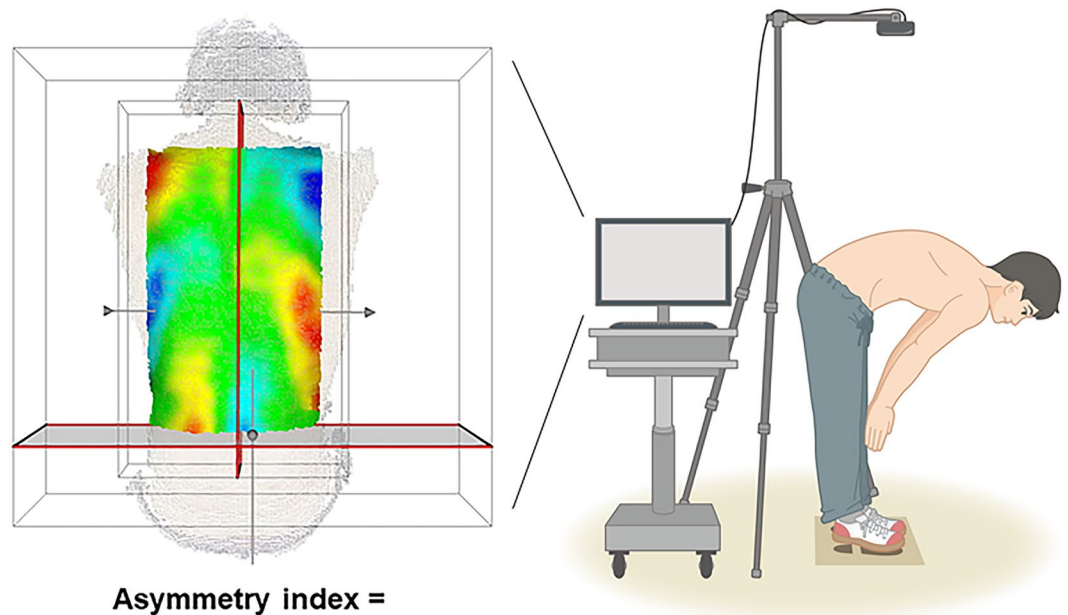 Asymmetry index =